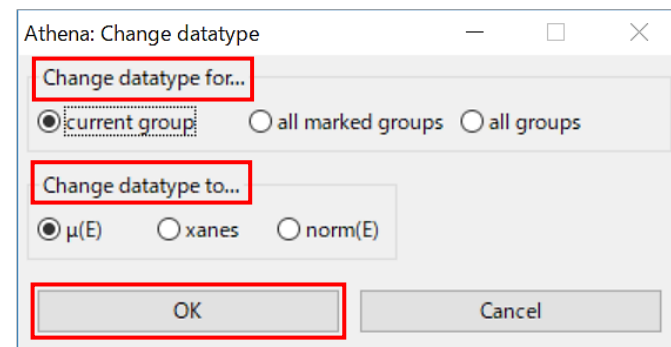 Athena: Change datatype
Change datatype for...
current group all marked groups all groups
Change datatype to...
μ(E) xanes norm(E)
OK Cancel